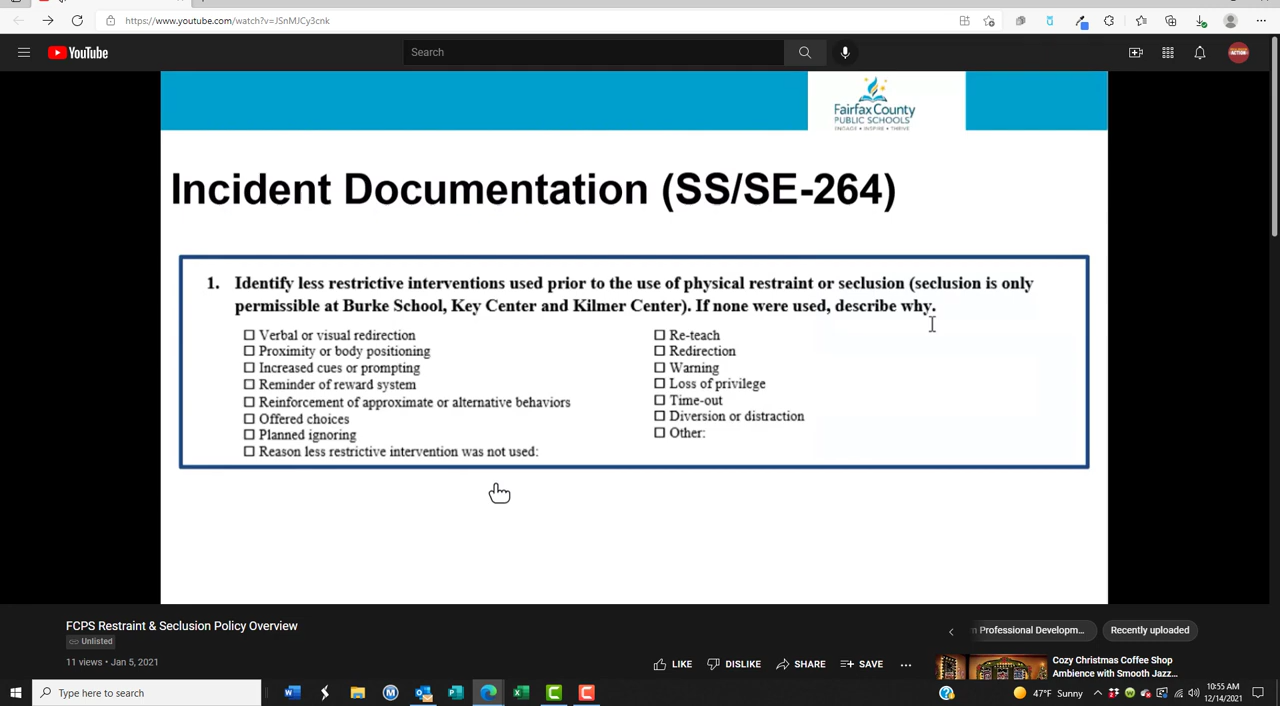 https://www.youtube.com/watch?v=JSnMJCy3cnk
YouTube
Search
Fairfax County
PUBLIC SCHOOLS
ENGAGE • INSPIRE • THRIVE
Incident Documentation (SS/SE-264)
1. Identify less restrictive interventions used prior to the use of physical restraint or seclusion (seclusion is only
permissible at Burke School, Key Center and Kilmer Center). If none were used, describe why.
Verbal or visual redirection
Proximity or body positioning
Increased cues or prompting
Reminder of reward system
Reinforcement of approximate or alternative behaviors
Offered choices
Planned ignoring
Reason less restrictive intervention was not used:
Re-teach
Redirection
Warning
Loss of privilege
Time-out
Diversion or distraction
Other:
FCPS Restraint & Seclusion Policy Overview
Unlisted
11 views • Jan 5, 2021
LIKE DISLIKE SHARE SAVE
Professional Developm... Recently uploaded
Cozy Christmas Coffee Shop
Ambience with Smooth Jazz...
Type here to search
47°F Sunny
10:55 AM
12/14/2021